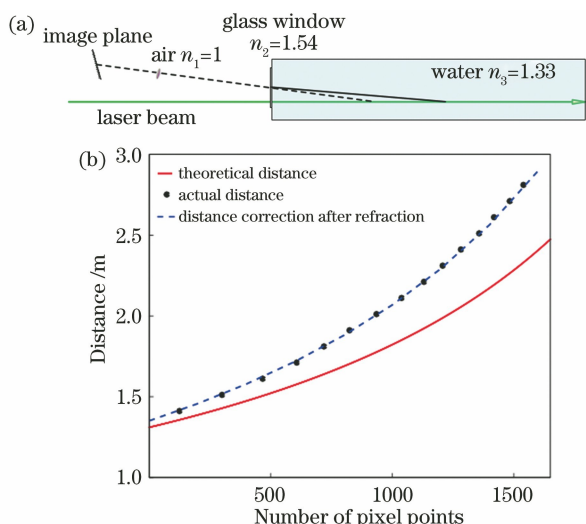 (a)
glass window
n₂=1.54
image plane
air n₁=1
water n₃=1.33
laser beam
(b)
3.0
2.5
2.0
1.5
1.0
Distance /m
theoretical distance
actual distance
distance correction after refraction
500
1000
1500
Number of pixel points